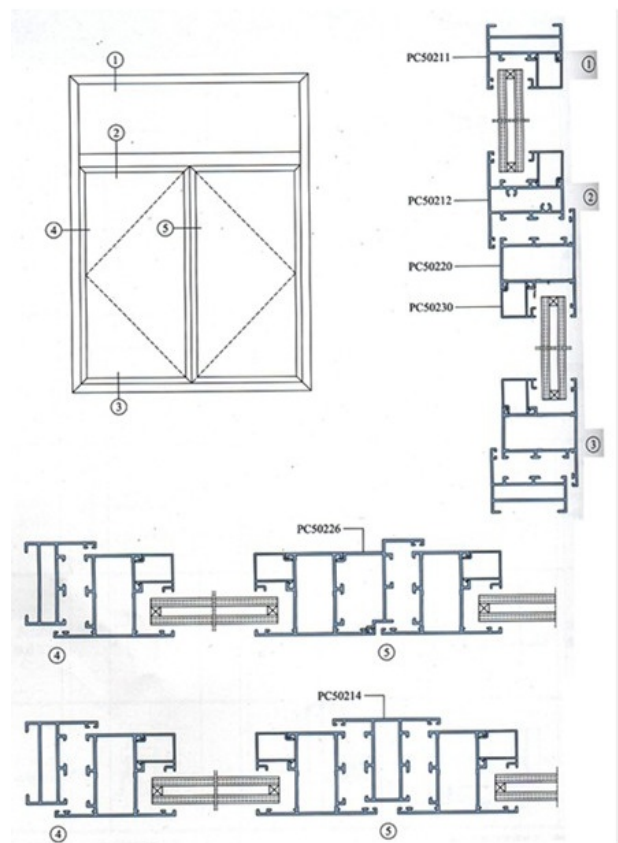 ①
②
④
⑤
③
PC50211
①
PC50212
②
PC50220
PC50230
③
PC50226
④
⑤
PC50214
④
⑤